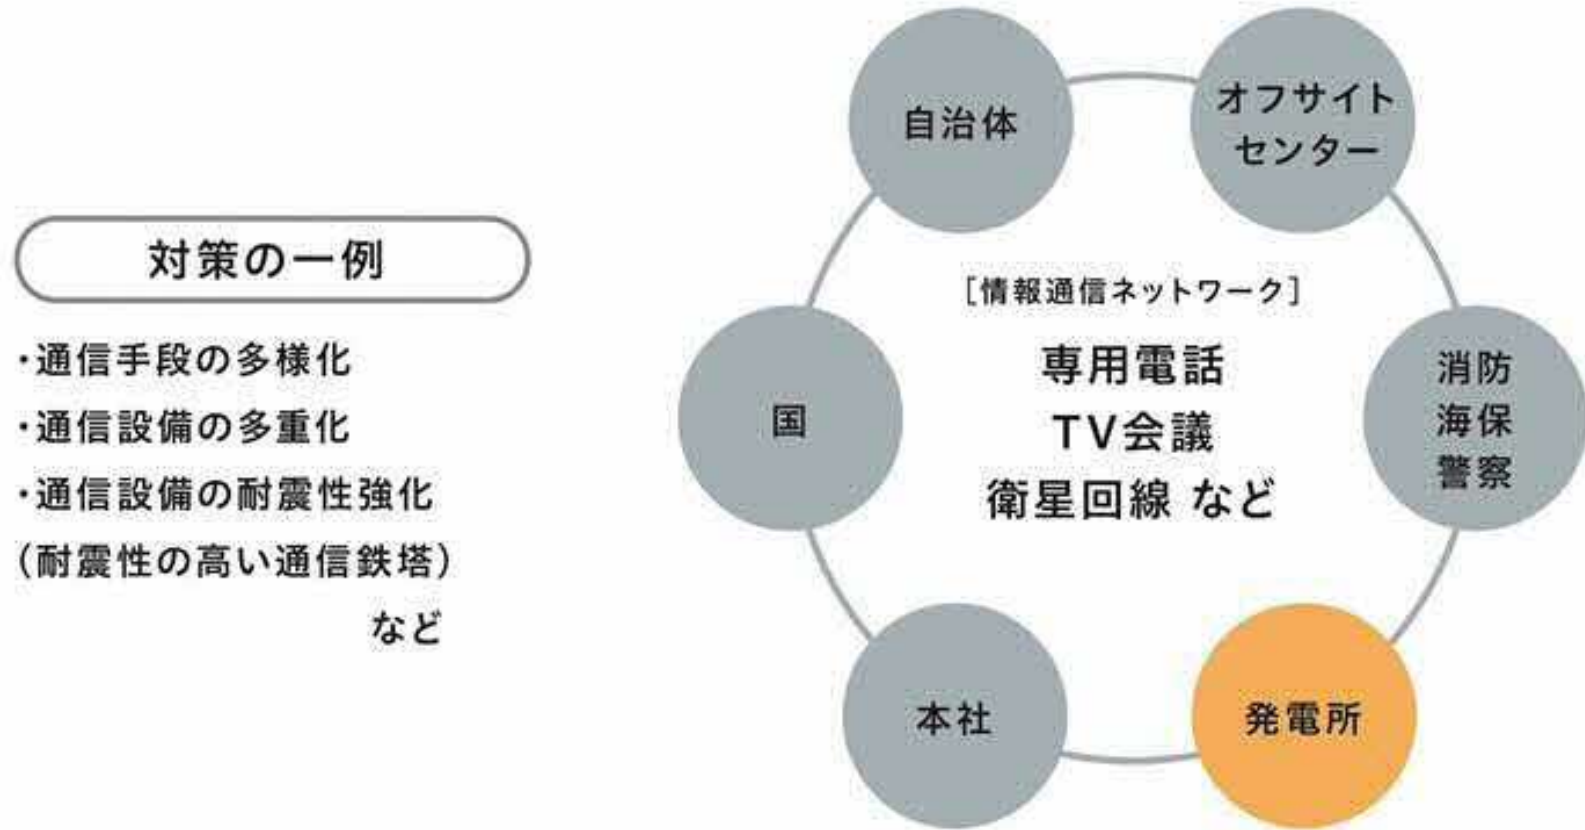 対策の一例
・通信手段の多様化
・通信設備の多重化
・通信設備の耐震性強化
(耐震性の高い通信鉄塔)
など
自治体
オフサイト
センター
[情報通信ネットワーク]
専用電話
TV会議
衛星回線 など
国
消防
海保
警察
本社
発電所